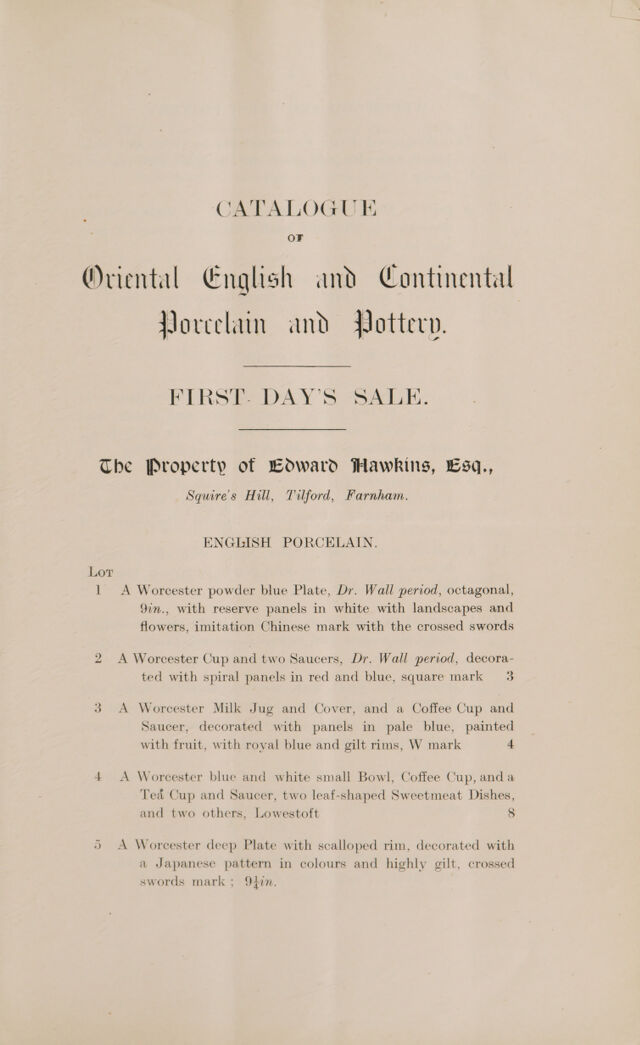 CATALOGUE
OF
Oriental English and Continental
Porcelain and Pottery.
FIRST DAY'S SALE.
The Property of Edward Hawkins, Esq.,
Squire's Hill, Tilford, Farnham.
ENGLISH PORCELAIN.
LOT
1 A Worcester powder blue Plate, Dr. Wall period, octagonal,
9in., with reserve panels in white with landscapes and
flowers, imitation Chinese mark with the crossed swords
2 A Worcester Cup and two Saucers, Dr. Wall period, decora-
ted with spiral panels in red and blue, square mark 3
3 A Worcester Milk Jug and Cover, and a Coffee Cup and
Saucer, decorated with panels in pale blue, painted
with fruit, with royal blue and gilt rims, W mark 4
4 A Worcester blue and white small Bowl, Coffee Cup, and a
Tea Cup and Saucer, two leaf-shaped Sweetmeat Dishes,
and two others, Lowestoft 8
5 A Worcester deep Plate with scalloped rim, decorated with
a Japanese pattern in colours and highly gilt, crossed
swords mark ; 9½in.